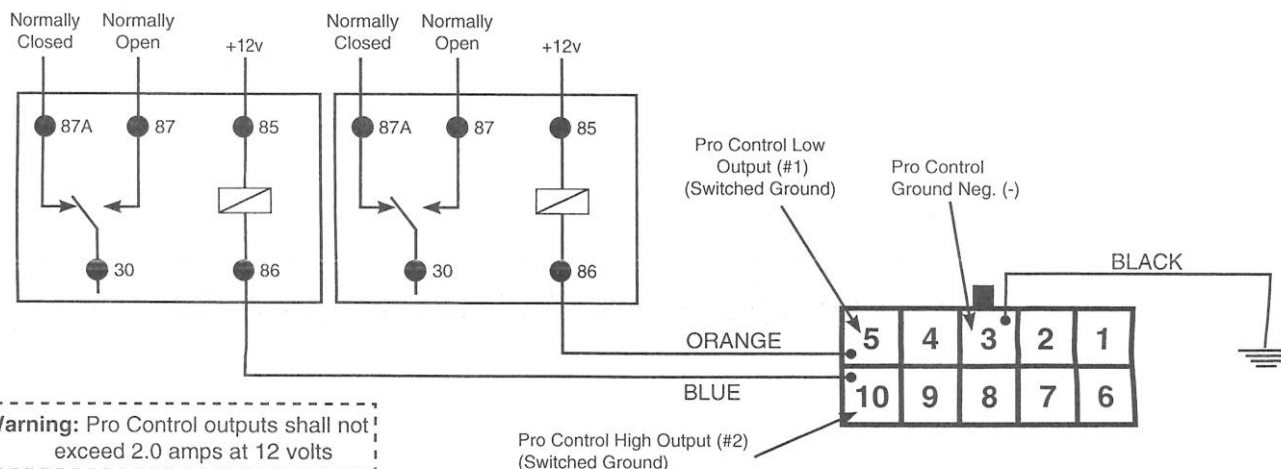 Normally Closed
Normally Open
+12v
Normally Closed
Normally Open
+12v
87A
87
85
87A
87
85
30
86
30
86
Pro Control Low
Output (#1)
(Switched Ground)
Pro Control
Ground Neg. (-)
BLACK
ORANGE
BLUE
5 4 3 2 1
10 9 8 7 6
Warning: Pro Control outputs shall not
exceed 2.0 amps at 12 volts
Pro Control High Output (#2)
(Switched Ground)